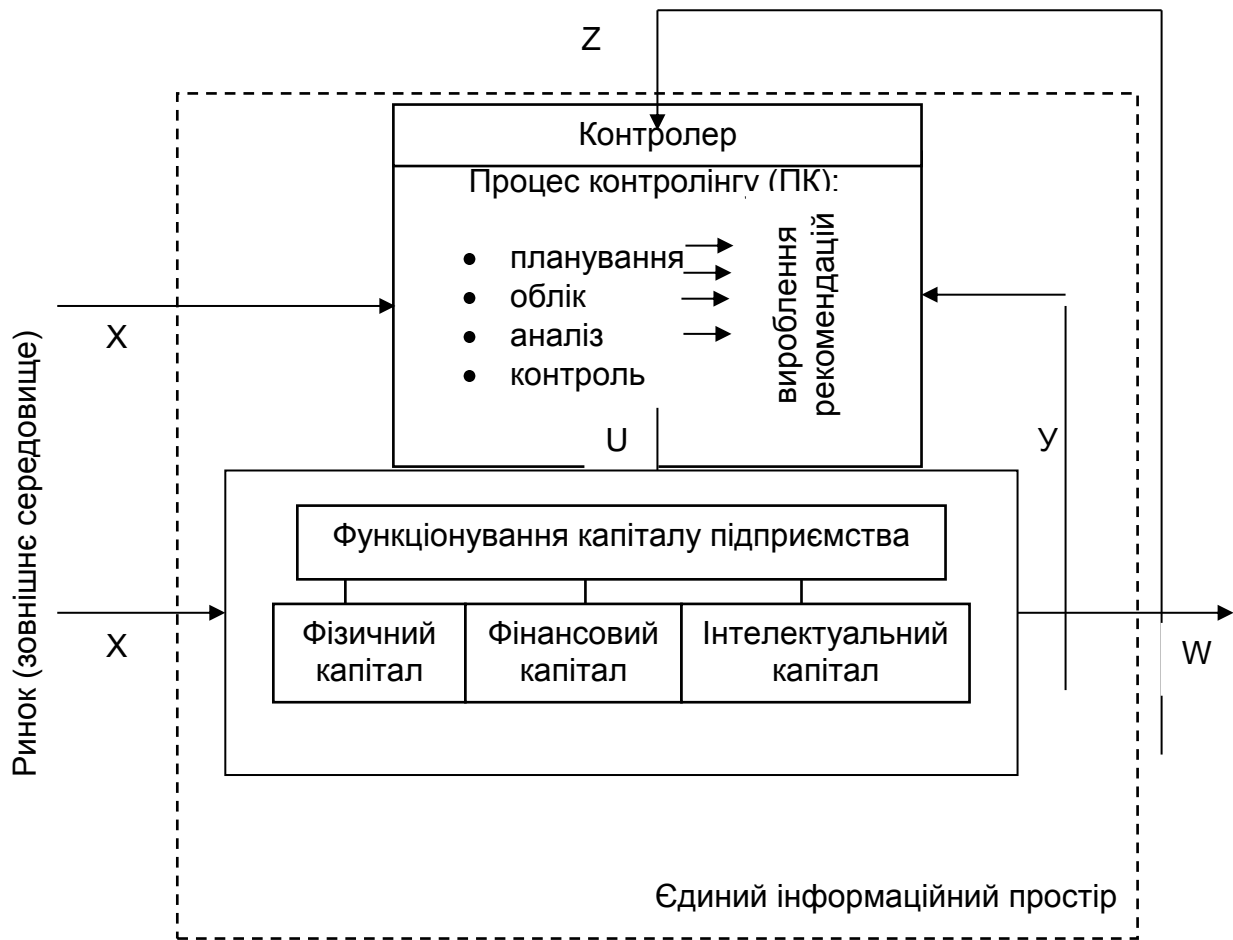 Z
Контролер
Процес контролінгу (ПК):
• планування
• облік
• аналіз
• контроль
вироблення
рекомендацій
X
U
У
Ринок (зовнішнє середовище)
Функціонування капіталу підприємства
Фізичний
капітал
Фінансовий
капітал
Інтелектуальний
капітал
X
W
Єдиний інформаційний простір